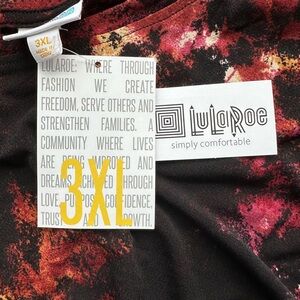 3XL
LULAROE: WHERE THROUGH
FASHION WE CREATE
FREEDOM, SERVE OTHERS AND
STRENGTHEN FAMILIES. A
COMMUNITY WHERE LIVES
ARE BEING IMPROVED AND
DREAMS ACHIEVED THROUGH
LOVE, PURPOSE, CONFIDENCE,
TRUST AND GROWTH.
3XL
LuLaRoe
simply comfortable